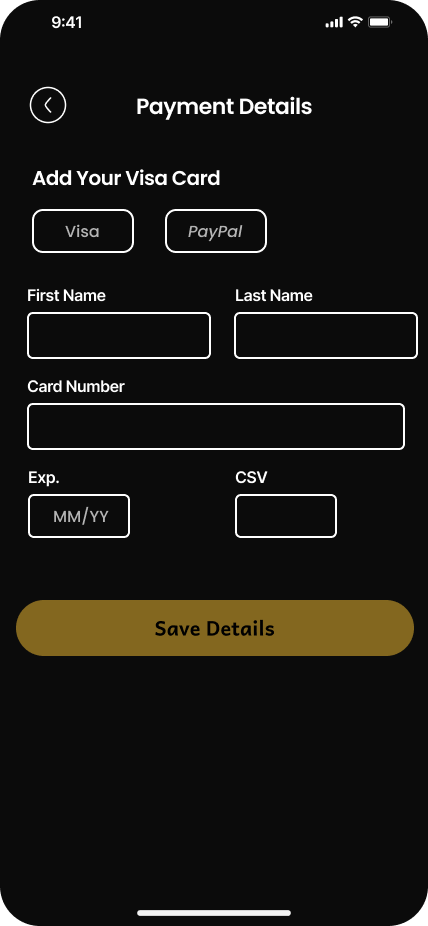 9:41
Payment Details
Add Your Visa Card
Visa PayPal
First Name Last Name
Card Number
Exp. CSV
MM/YY
Save Details